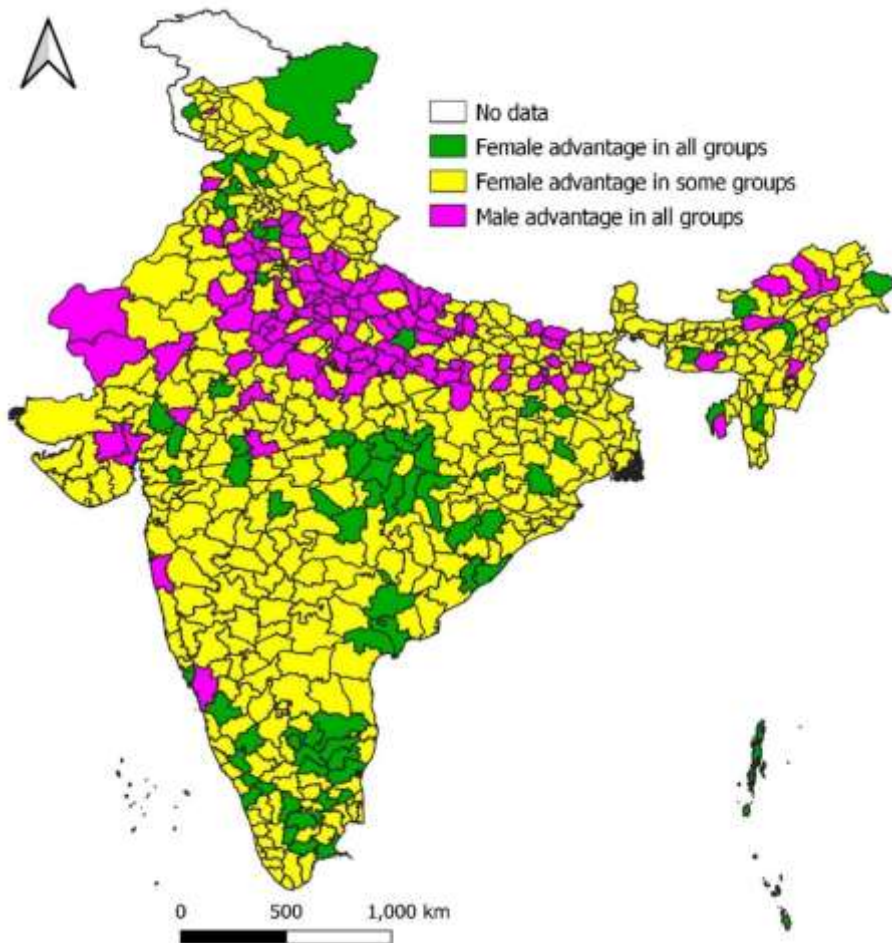 No data
Female advantage in all groups
Female advantage in some groups
Male advantage in all groups
0 500 1,000 km